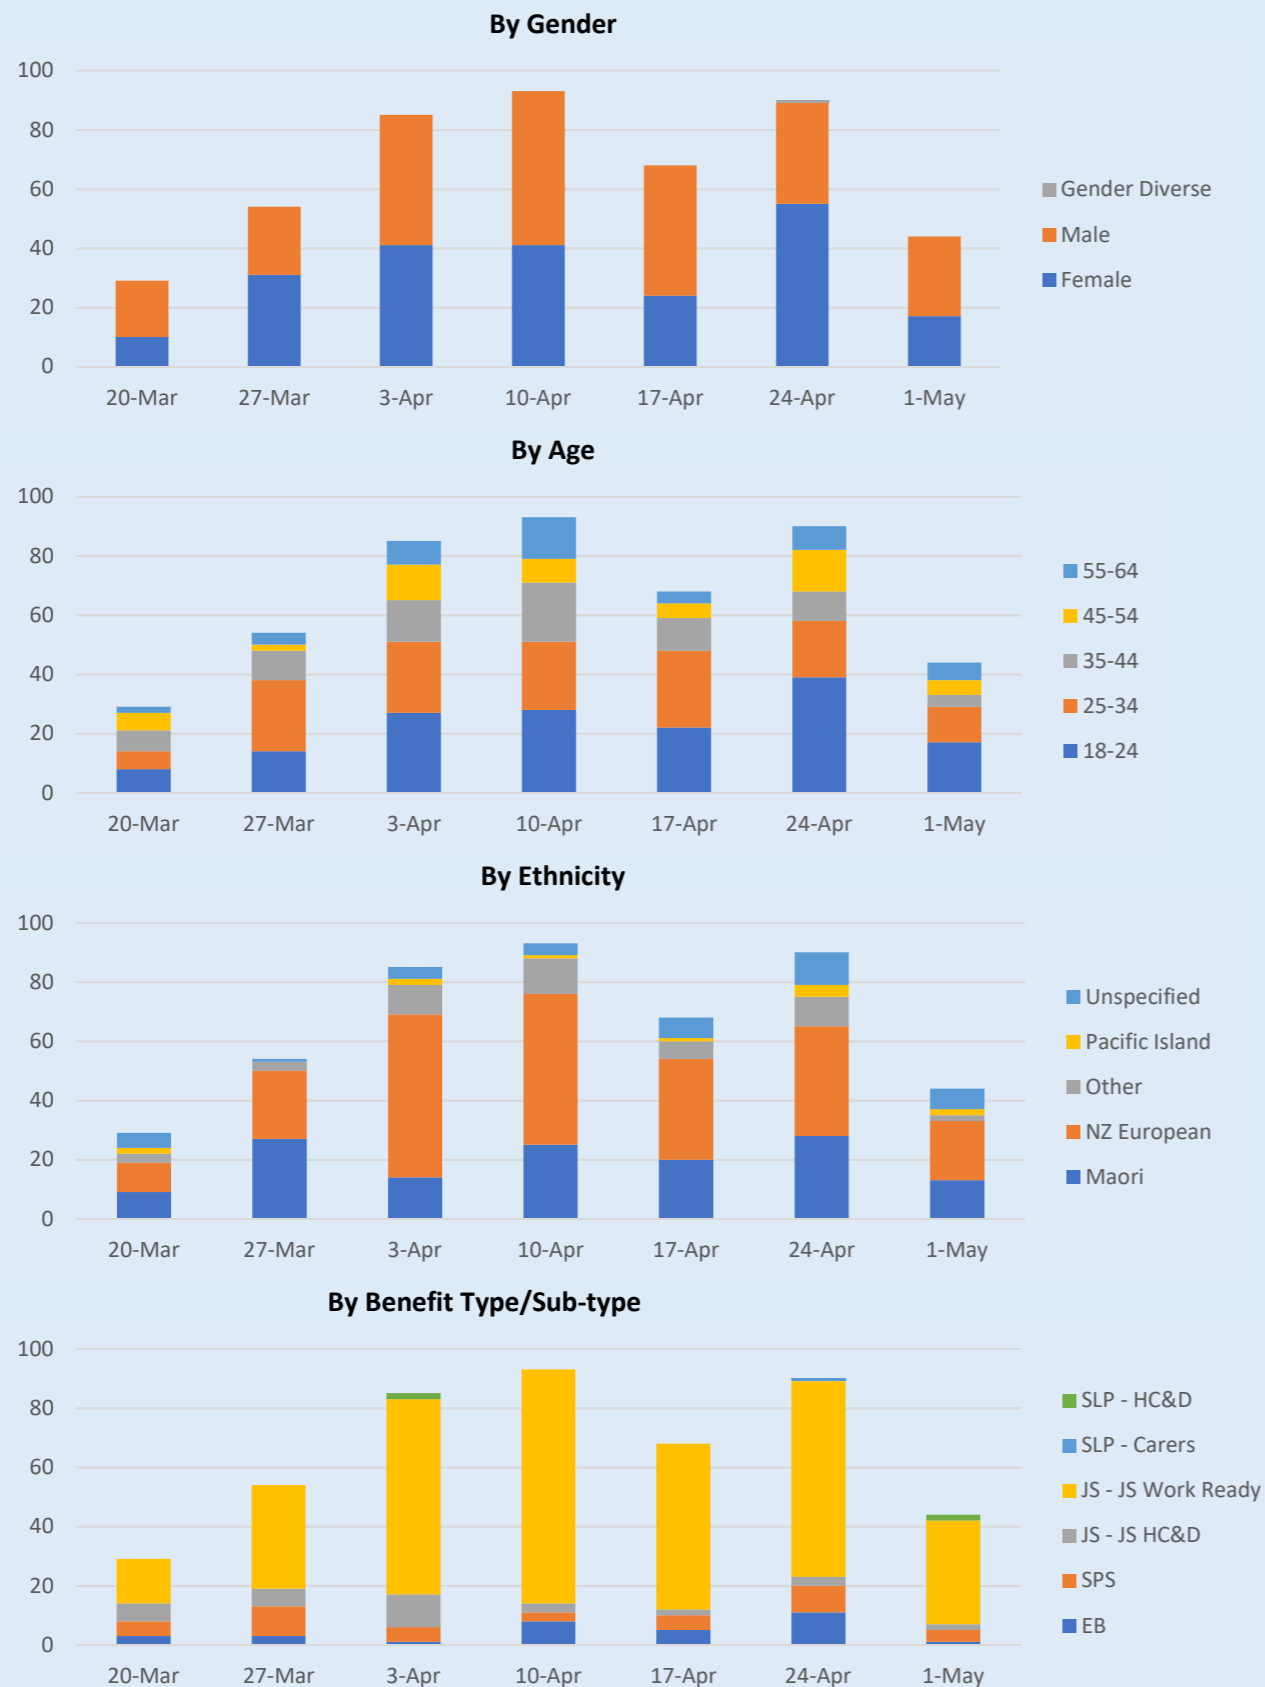 By Gender
100
80
60
40
20
0
20-Mar 27-Mar 3-Apr 10-Apr 17-Apr 24-Apr 1-May
Gender Diverse
Male
Female
By Age
100
80
60
40
20
0
20-Mar 27-Mar 3-Apr 10-Apr 17-Apr 24-Apr 1-May
55-64
45-54
35-44
25-34
18-24
By Ethnicity
100
80
60
40
20
0
20-Mar 27-Mar 3-Apr 10-Apr 17-Apr 24-Apr 1-May
Unspecified
Pacific Island
Other
NZ European
Maori
By Benefit Type/Sub-type
100
80
60
40
20
0
20-Mar 27-Mar 3-Apr 10-Apr 17-Apr 24-Apr 1-May
SLP - HC&D
SLP - Carers
JS - JS Work Ready
JS - JS HC&D
SPS
EB